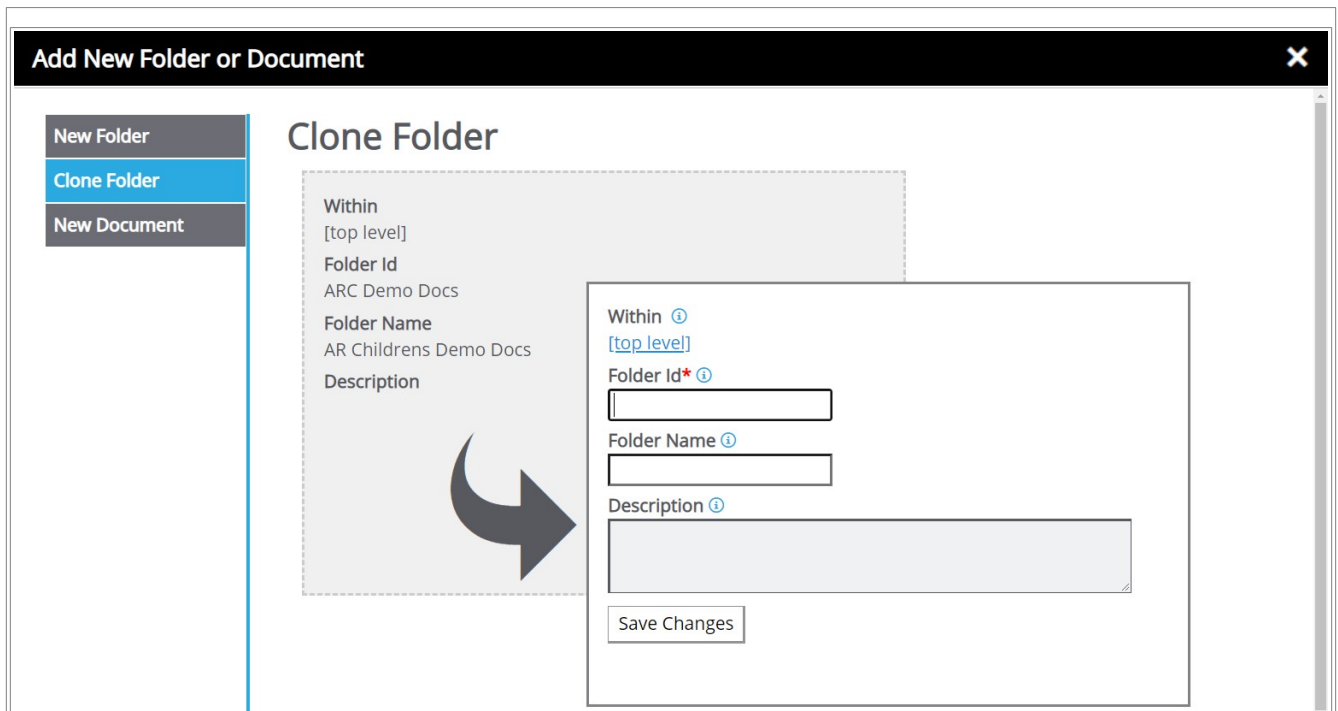 Add New Folder or Document
New Folder
Clone Folder
New Document
Clone Folder
Within
[top level]
Folder Id
ARC Demo Docs
Folder Name
AR Childrens Demo Docs
Description
Within
[top level]
Folder Id*
Folder Name
Description
Save Changes